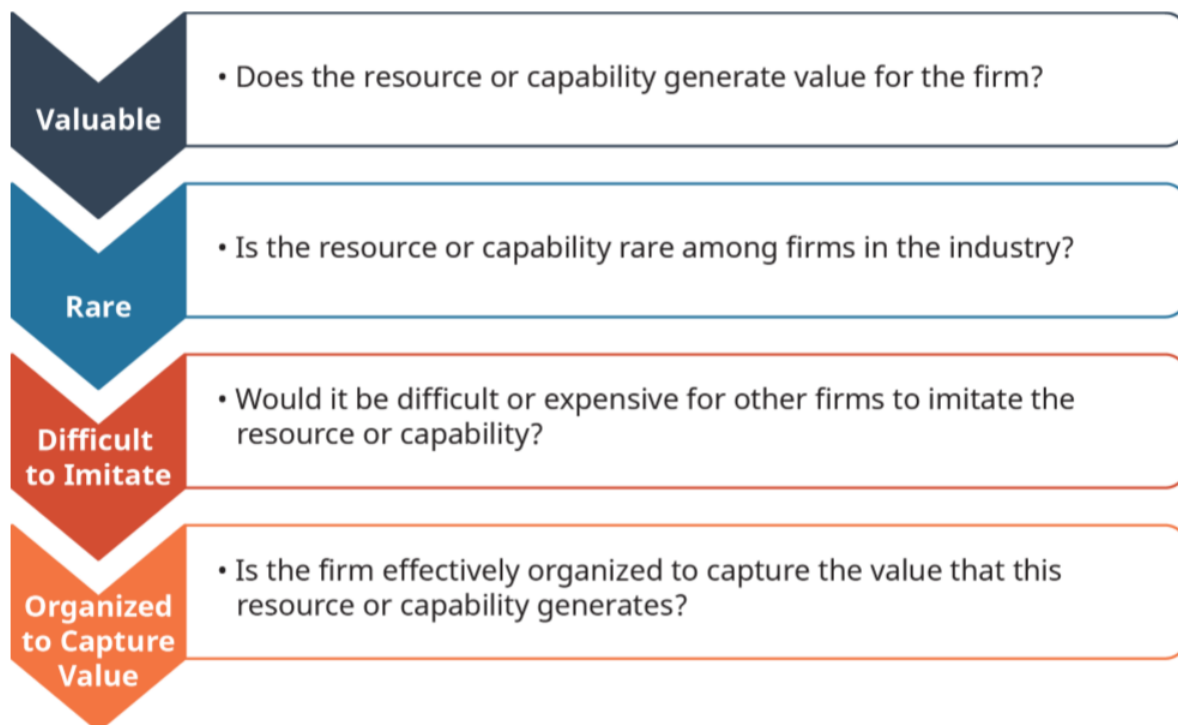 Valuable
• Does the resource or capability generate value for the firm?
Rare
• Is the resource or capability rare among firms in the industry?
Difficult
to Imitate
• Would it be difficult or expensive for other firms to imitate the
resource or capability?
Organized
to Capture
Value
• Is the firm effectively organized to capture the value that this
resource or capability generates?